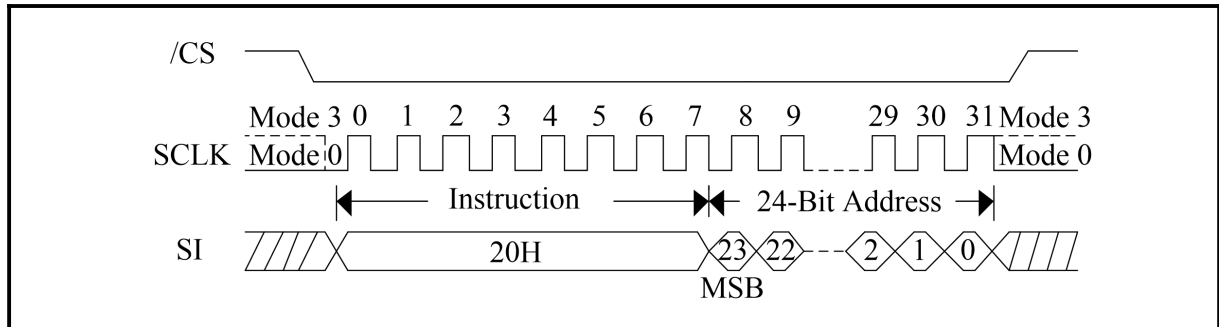 /CS
Mode 3 0 1 2 3 4 5 6 7 8 9 29 30 31 Mode 3
SCLK Mode 0 Mode 0
Instruction 24-Bit Address
SI 20H 23 22 2 1 0
MSB